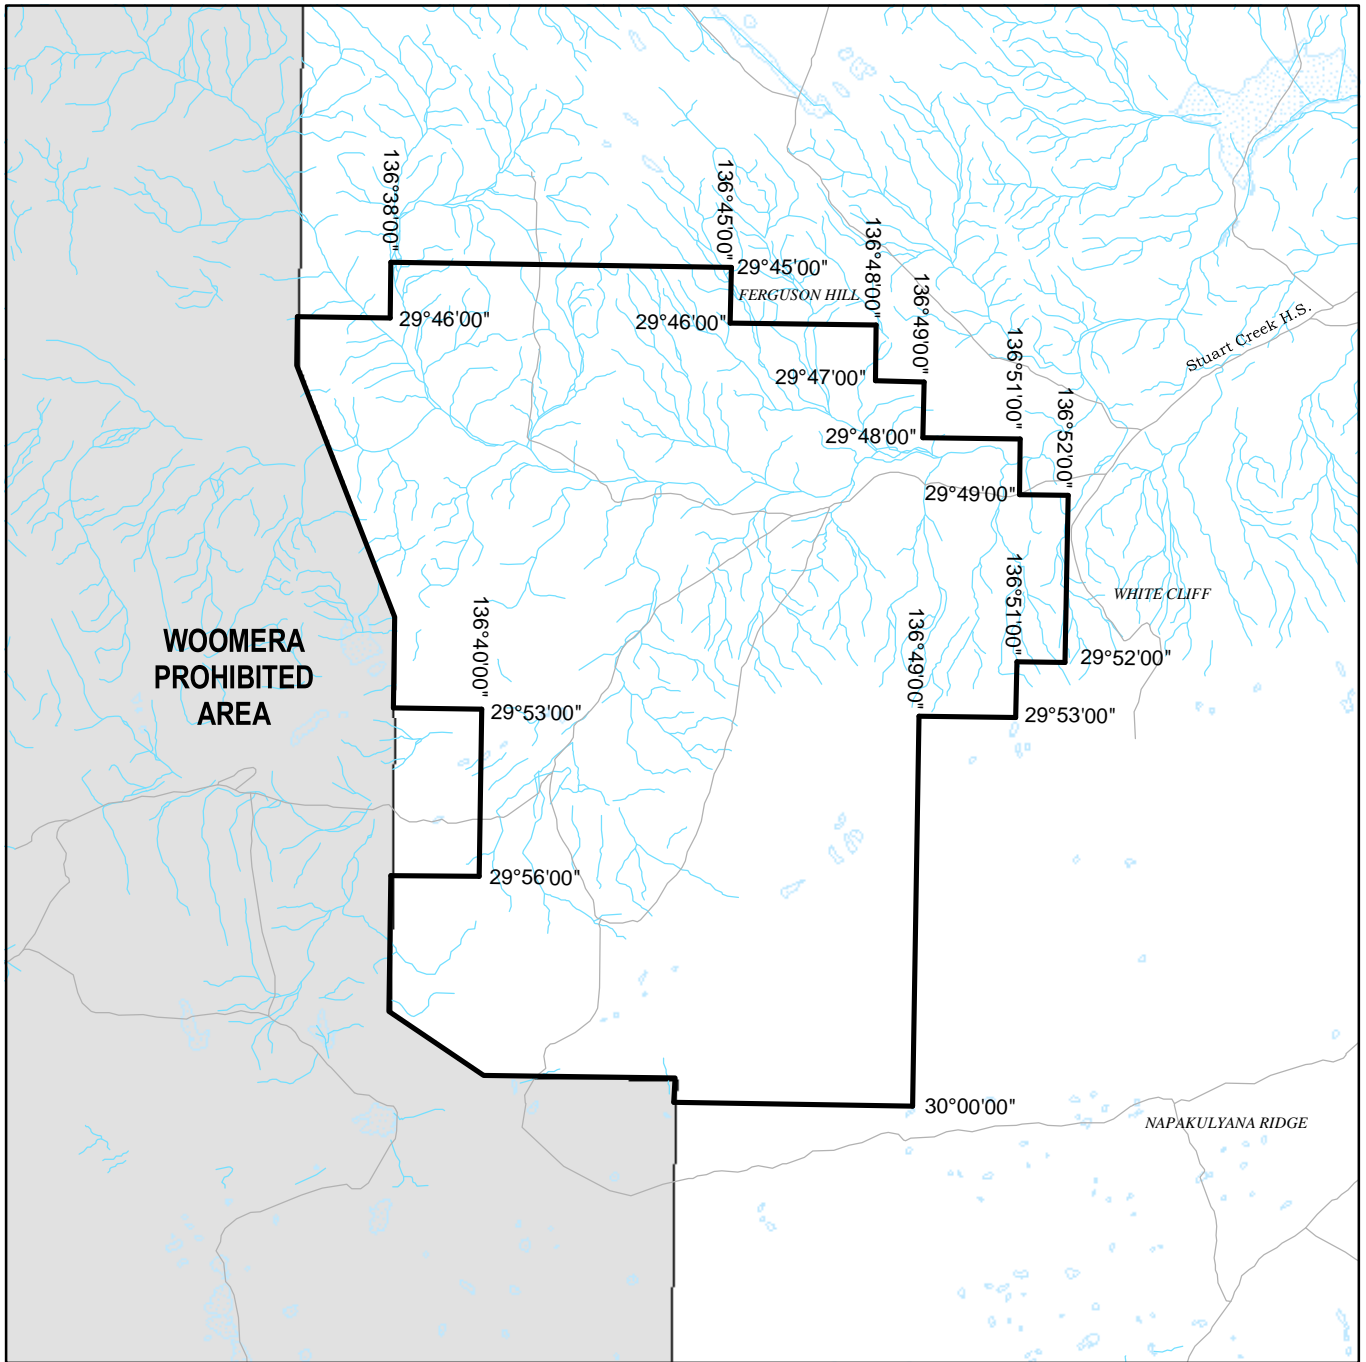 136°38'00"
136°45'00"
29°45'00"
136°48'00"
FERGUSON HILL
136°49'00"
29°46'00"
29°46'00"
Stuart Creek H.S.
136°51'00"
29°47'00"
136°52'00"
29°48'00"
29°49'00"
136°51'00"
WHITE CLIFF
136°40'00"
136°49'00"
WOOMERA
PROHIBITED
AREA
29°52'00"
29°53'00"
29°53'00"
29°56'00"
30°00'00"
NAPAKULYANA RIDGE